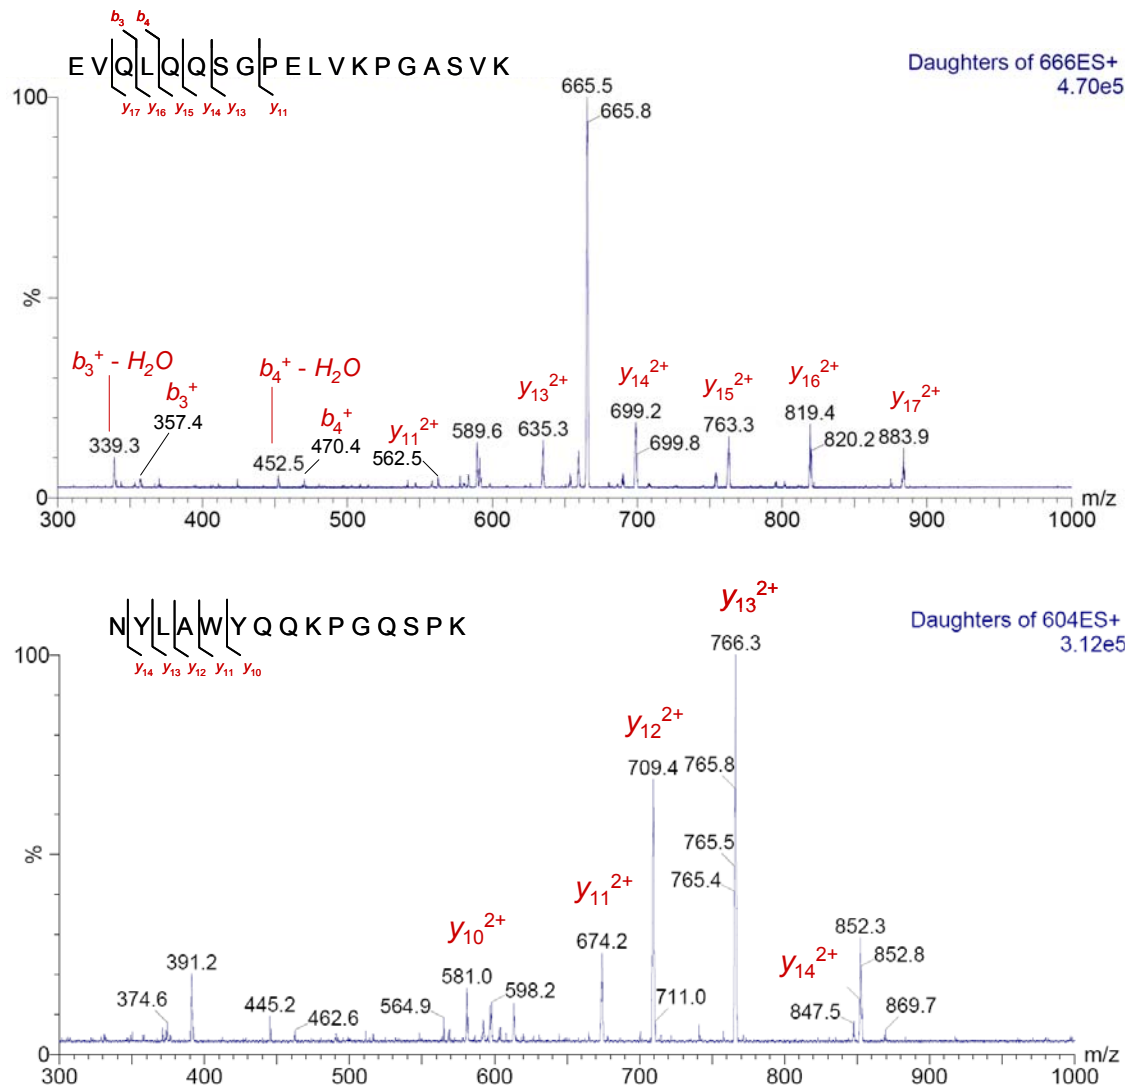 b3 b4
E V Q L Q Q S G P E L V K P G A S V K
y17 y16 y15 y14 y13 y11
Daughters of 666ES+
4.70e5
100
%
0
665.5
665.8
b3+ - H2O
339.3
b3+
357.4
b4+ - H2O
452.5
b4+
470.4
y11 2+
562.5
589.6
y13 2+
635.3
y14 2+
699.2
699.8
y15 2+
763.3
y16 2+
819.4
820.2
y17 2+
883.9
300 400 500 600 700 800 900 1000 m/z
N Y L A W Y Q Q K P G Q S P K
y14 y13 y12 y11 y10
Daughters of 604ES+
3.12e5
100
%
0
374.6
391.2
445.2
462.6
564.9
y10 2+
581.0
598.2
y11 2+
674.2
y12 2+
709.4
711.0
y13 2+
766.3
765.8
765.5
765.4
y14 2+
847.5
852.3
852.8
869.7
300 400 500 600 700 800 900 1000 m/z